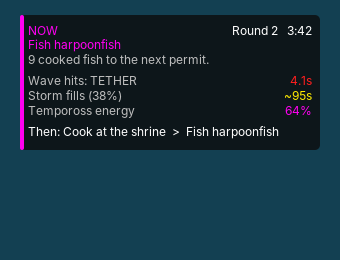 NOW Round 2 3:42
Fish harpoonfish
9 cooked fish to the next permit.
Wave hits: TETHER 4.1s
Storm fills (38%) ~95s
Tempoross energy 64%
Then: Cook at the shrine > Fish harpoonfish